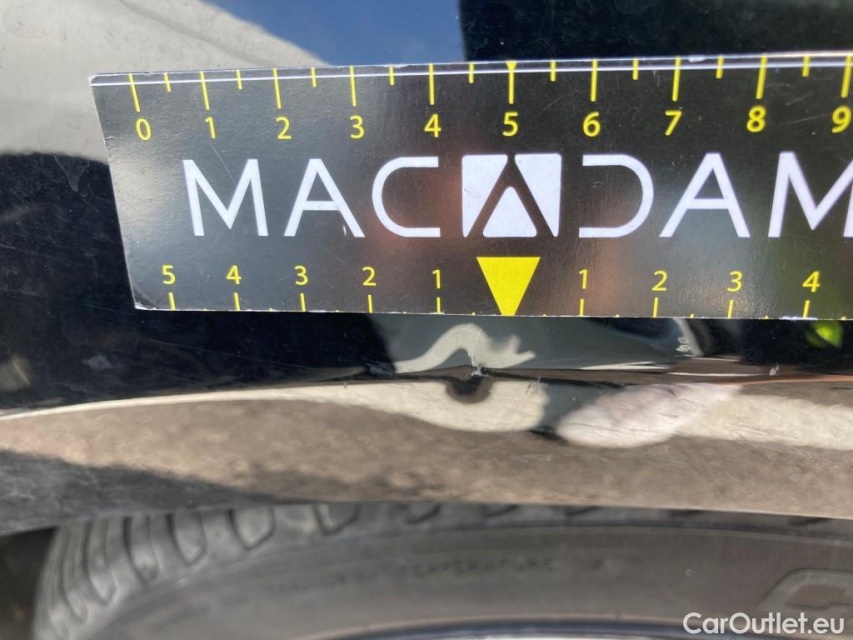 0 1 2 3 4 5 6 7 8 9
MACADAM
5 4 3 2 1 1 2 3 4
TEMPERATURE
CarOutlet.eu